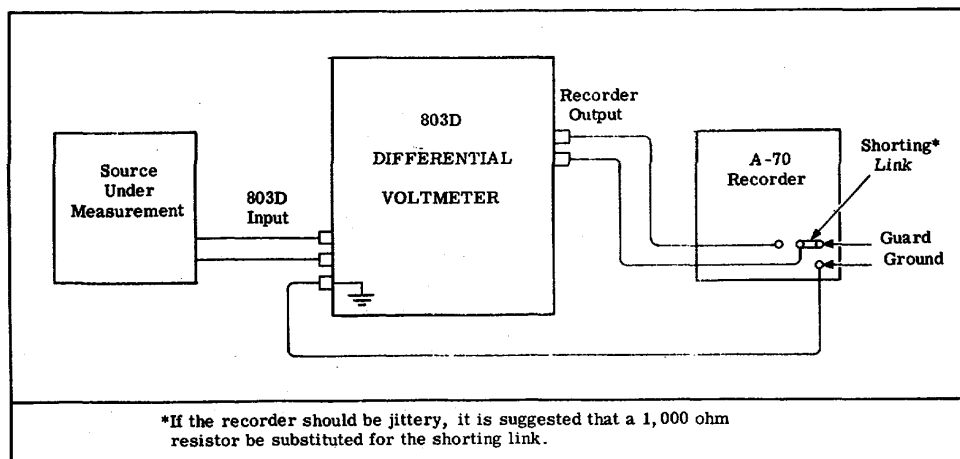 Source
Under
Measurement
803D
Input
803D
DIFFERENTIAL
VOLTMETER
Recorder
Output
A-70
Recorder
Shorting*
Link
Guard
Ground
*If the recorder should be jittery, it is suggested that a 1,000 ohm
resistor be substituted for the shorting link.